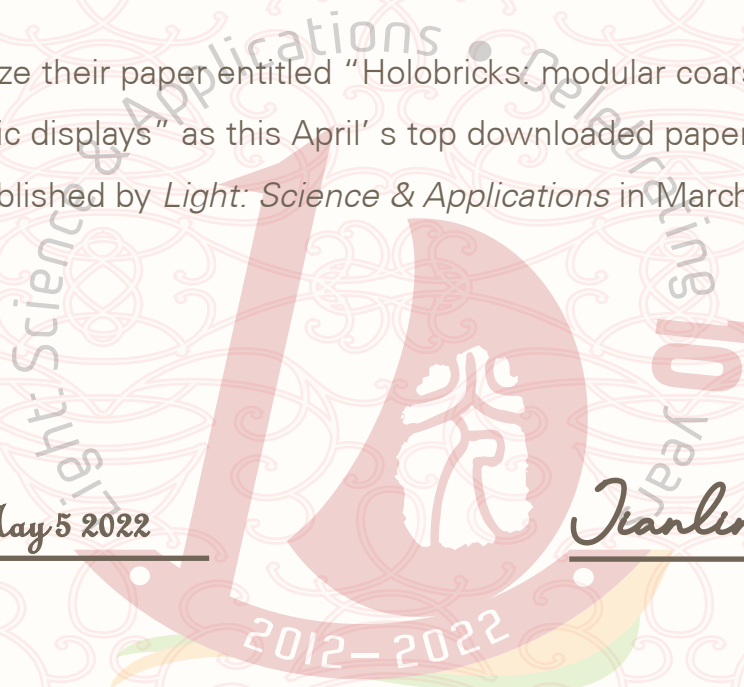 ze their paper entitled “Holobricks: modular coars
ic displays” as this April’ s top downloaded paper
blished by Light: Science & Applications in March
Light: Science & Applications • Celebrating 10 year
May 5 2022
Jianlin
2012–2022